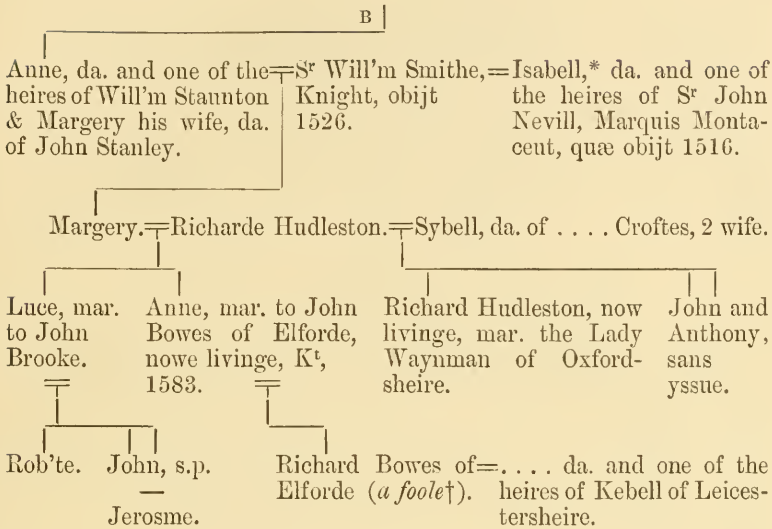 B
Anne, da. and one of the heires of Will'm Staunton & Margery his wife, da. of John Stanley.
Sʳ Will'm Smithe, Knight, obijt 1526.
Isabell,* da. and one of the heires of Sʳ John Nevill, Marquis Montacent, quæ obijt 1516.
Margery.
Richarde Hudleston.
Sybell, da. of . . . . Croftes, 2 wife.
Luce, mar. to John Brooke.
Anne, mar. to John Bowes of Elforde, nowe livinge, Kᵗ, 1583.
Richard Hudleston, now livinge, mar. the Lady Waynman of Oxford-sheire.
John and Anthony, sans yssue.
Rob'te.
John, s.p.
—
Jerosme.
Richard Bowes of Elforde (a foole†).
. . . . da. and one of the heires of Kebell of Leicestersheire.